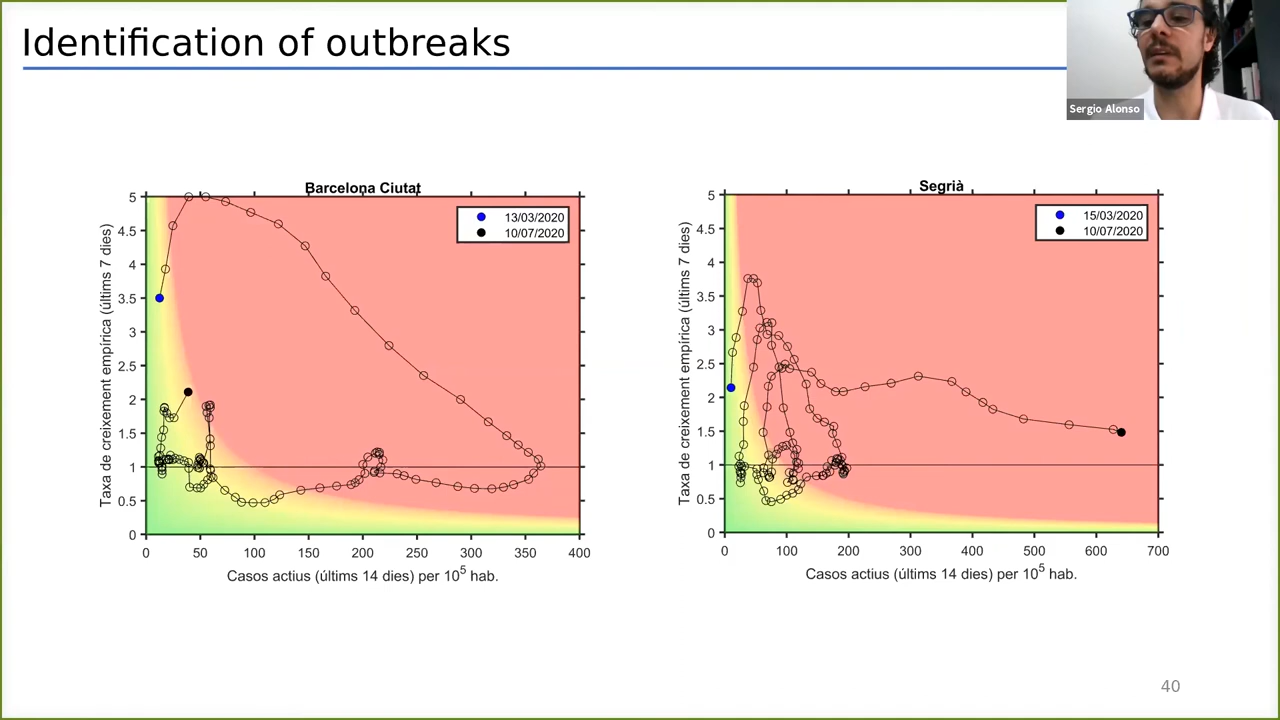 Identification of outbreaks
Sergio Alonso
Barcelona Ciutat
13/03/2020
10/07/2020
Taxa de creixement empírica (últims 7 dies)
5
4.5
4
3.5
3
2.5
2
1.5
1
0.5
0
0 50 100 150 200 250 300 350 400
Casos actius (últims 14 dies) per 10^5 hab.
Segrià
15/03/2020
10/07/2020
Taxa de creixement empírica (últims 7 dies)
5
4.5
4
3.5
3
2.5
2
1.5
1
0.5
0
0 100 200 300 400 500 600 700
Casos actius (últims 14 dies) per 10^5 hab.
40